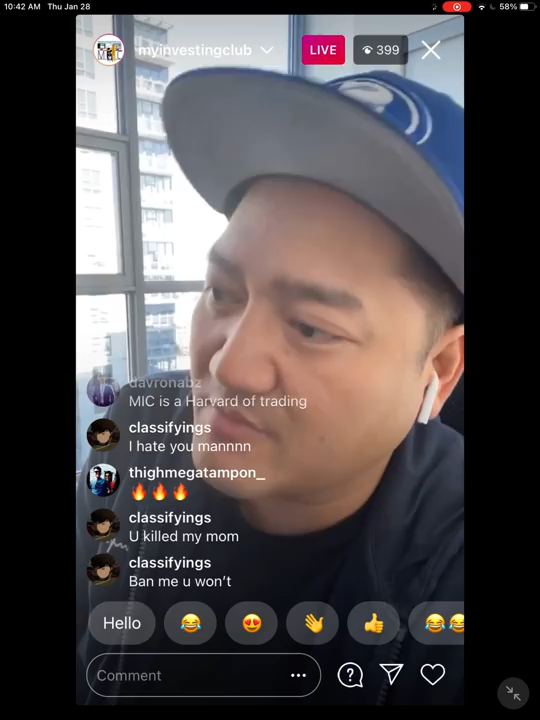 10:42 AM Thu Jan 28
58%
myinvestingclub
LIVE
399
davronabz
MIC is a Harvard of trading
classifyings
I hate you mannnn
thighmegatampon_
🔥🔥🔥
classifyings
U killed my mom
classifyings
Ban me u won't
Hello 😂 😍 👋 👍 😂😂
Comment